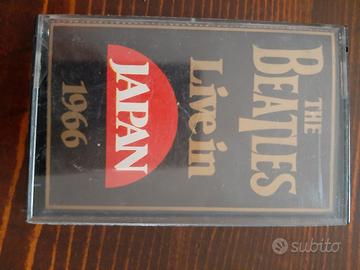 THE
BEATLES
Live in
JAPAN
1966
subito